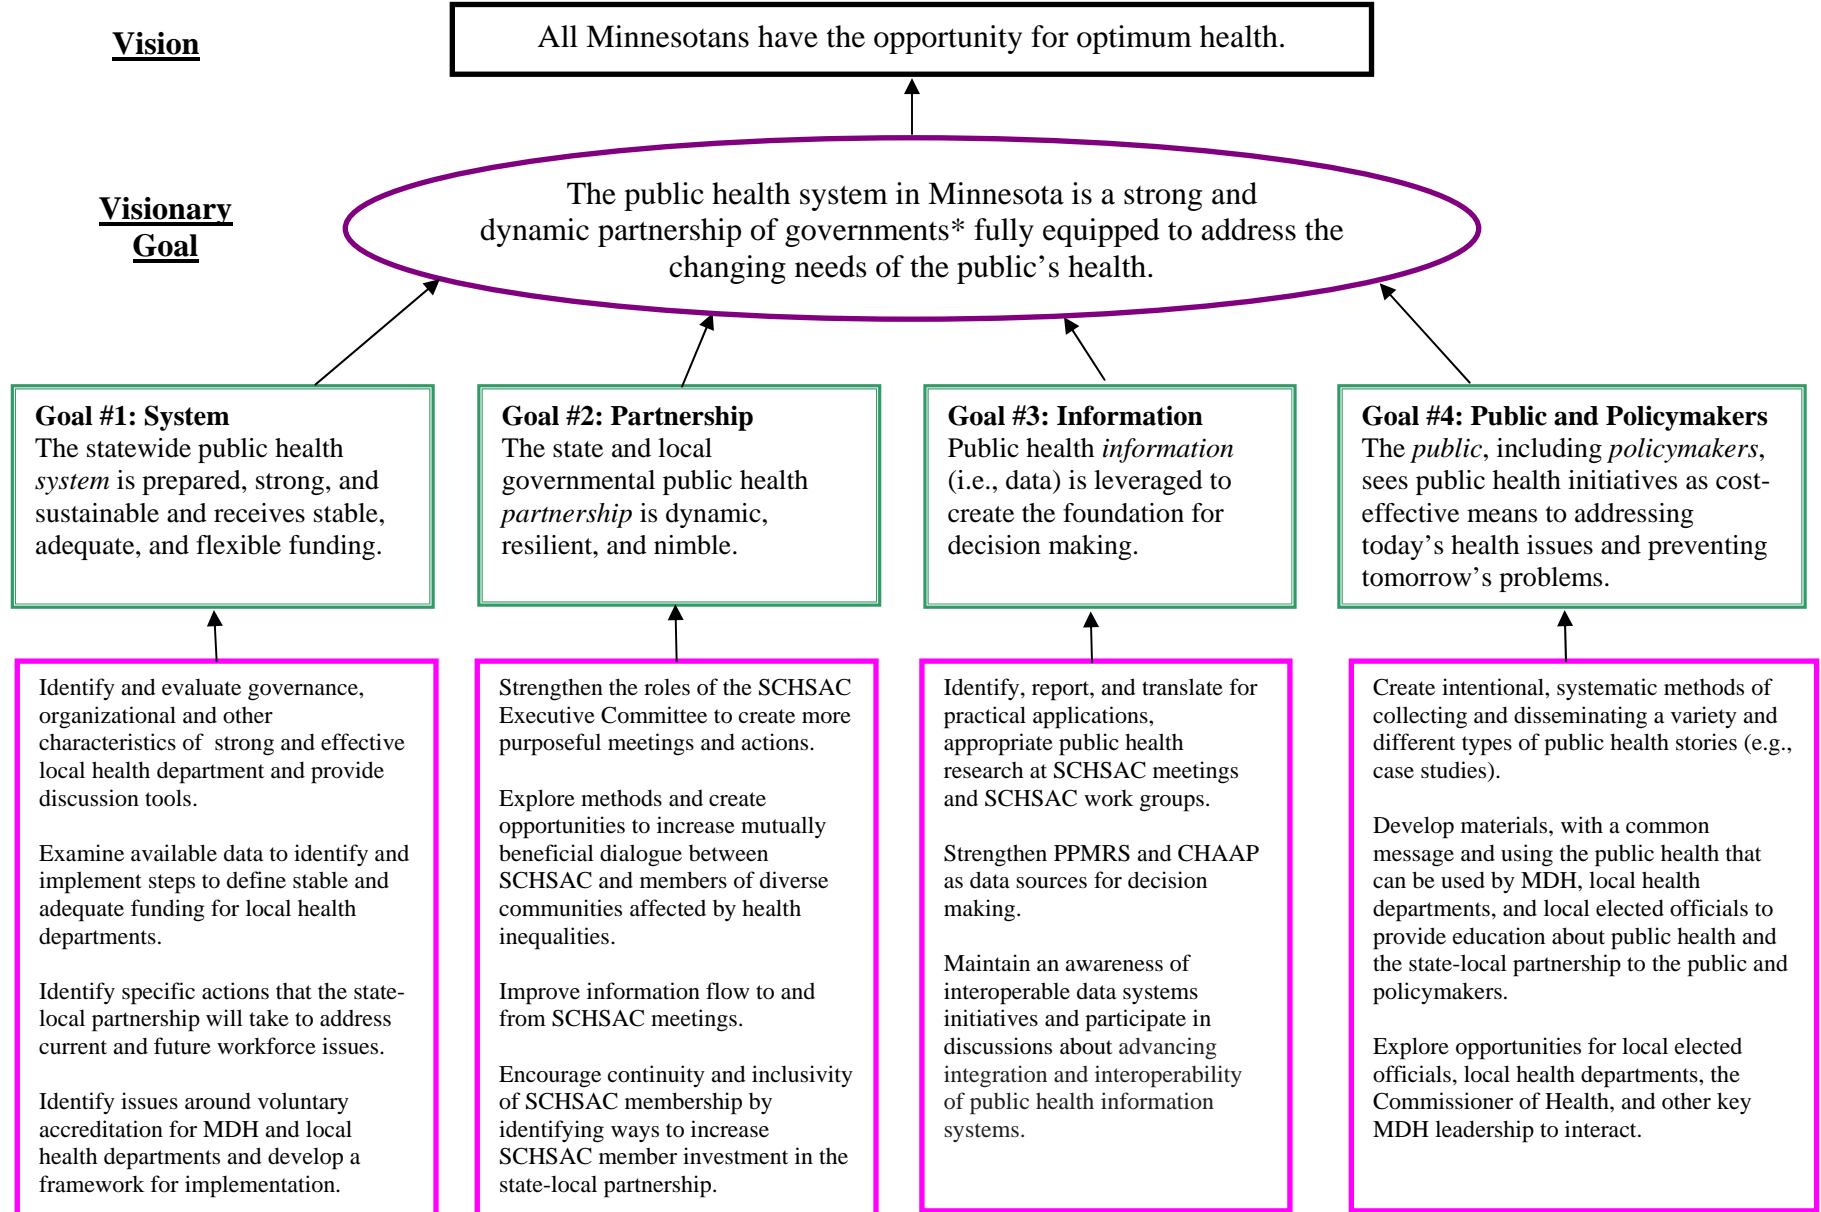 Vision
All Minnesotans have the opportunity for optimum health.
Visionary
Goal
The public health system in Minnesota is a strong and
dynamic partnership of governments* fully equipped to address the
changing needs of the public’s health.
Goal #1: System
The statewide public health
system is prepared, strong, and
sustainable and receives stable,
adequate, and flexible funding.
Goal #2: Partnership
The state and local
governmental public health
partnership is dynamic,
resilient, and nimble.
Goal #3: Information
Public health information
(i.e., data) is leveraged to
create the foundation for
decision making.
Goal #4: Public and Policymakers
The public, including policymakers,
sees public health initiatives as cost-
effective means to addressing
today’s health issues and preventing
tomorrow’s problems.
Identify and evaluate governance,
organizational and other
characteristics of  strong and effective
local health department and provide
discussion tools.
Examine available data to identify and
implement steps to define stable and
adequate funding for local health
departments.
Identify specific actions that the state-
local partnership will take to address
current and future workforce issues.
Identify issues around voluntary
accreditation for MDH and local
health departments and develop a
framework for implementation.
Strengthen the roles of the SCHSAC
Executive Committee to create more
purposeful meetings and actions.
Explore methods and create
opportunities to increase mutually
beneficial dialogue between
SCHSAC and members of diverse
communities affected by health
inequalities.
Improve information flow to and
from SCHSAC meetings.
Encourage continuity and inclusivity
of SCHSAC membership by
identifying ways to increase
SCHSAC member investment in the
state-local partnership.
Identify, report, and translate for
practical applications,
appropriate public health
research at SCHSAC meetings
and SCHSAC work groups.
Strengthen PPMRS and CHAAP
as data sources for decision
making.
Maintain an awareness of
interoperable data systems
initiatives and participate in
discussions about advancing
integration and interoperability
of public health information
systems.
Create intentional, systematic methods of
collecting and disseminating a variety and
different types of public health stories (e.g.,
case studies).
Develop materials, with a common
message and using the public health that
can be used by MDH, local health
departments, and local elected officials to
provide education about public health and
the state-local partnership to the public and
policymakers.
Explore opportunities for local elected
officials, local health departments, the
Commissioner of Health, and other key
MDH leadership to interact.